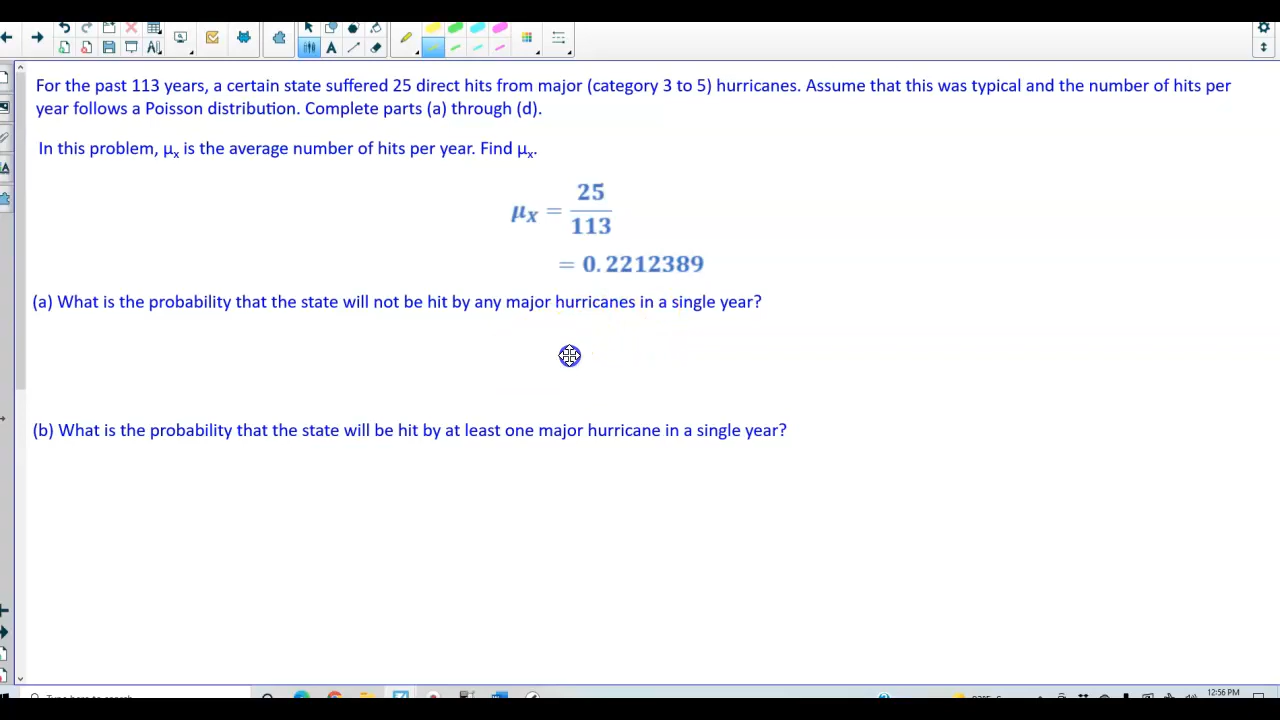 For the past 113 years, a certain state suffered 25 direct hits from major (category 3 to 5) hurricanes. Assume that this was typical and the number of hits per
year follows a Poisson distribution. Complete parts (a) through (d).
In this problem, μx is the average number of hits per year. Find μx.
μX = 25/113
= 0.2212389
(a) What is the probability that the state will not be hit by any major hurricanes in a single year?
(b) What is the probability that the state will be hit by at least one major hurricane in a single year?
12:56 PM